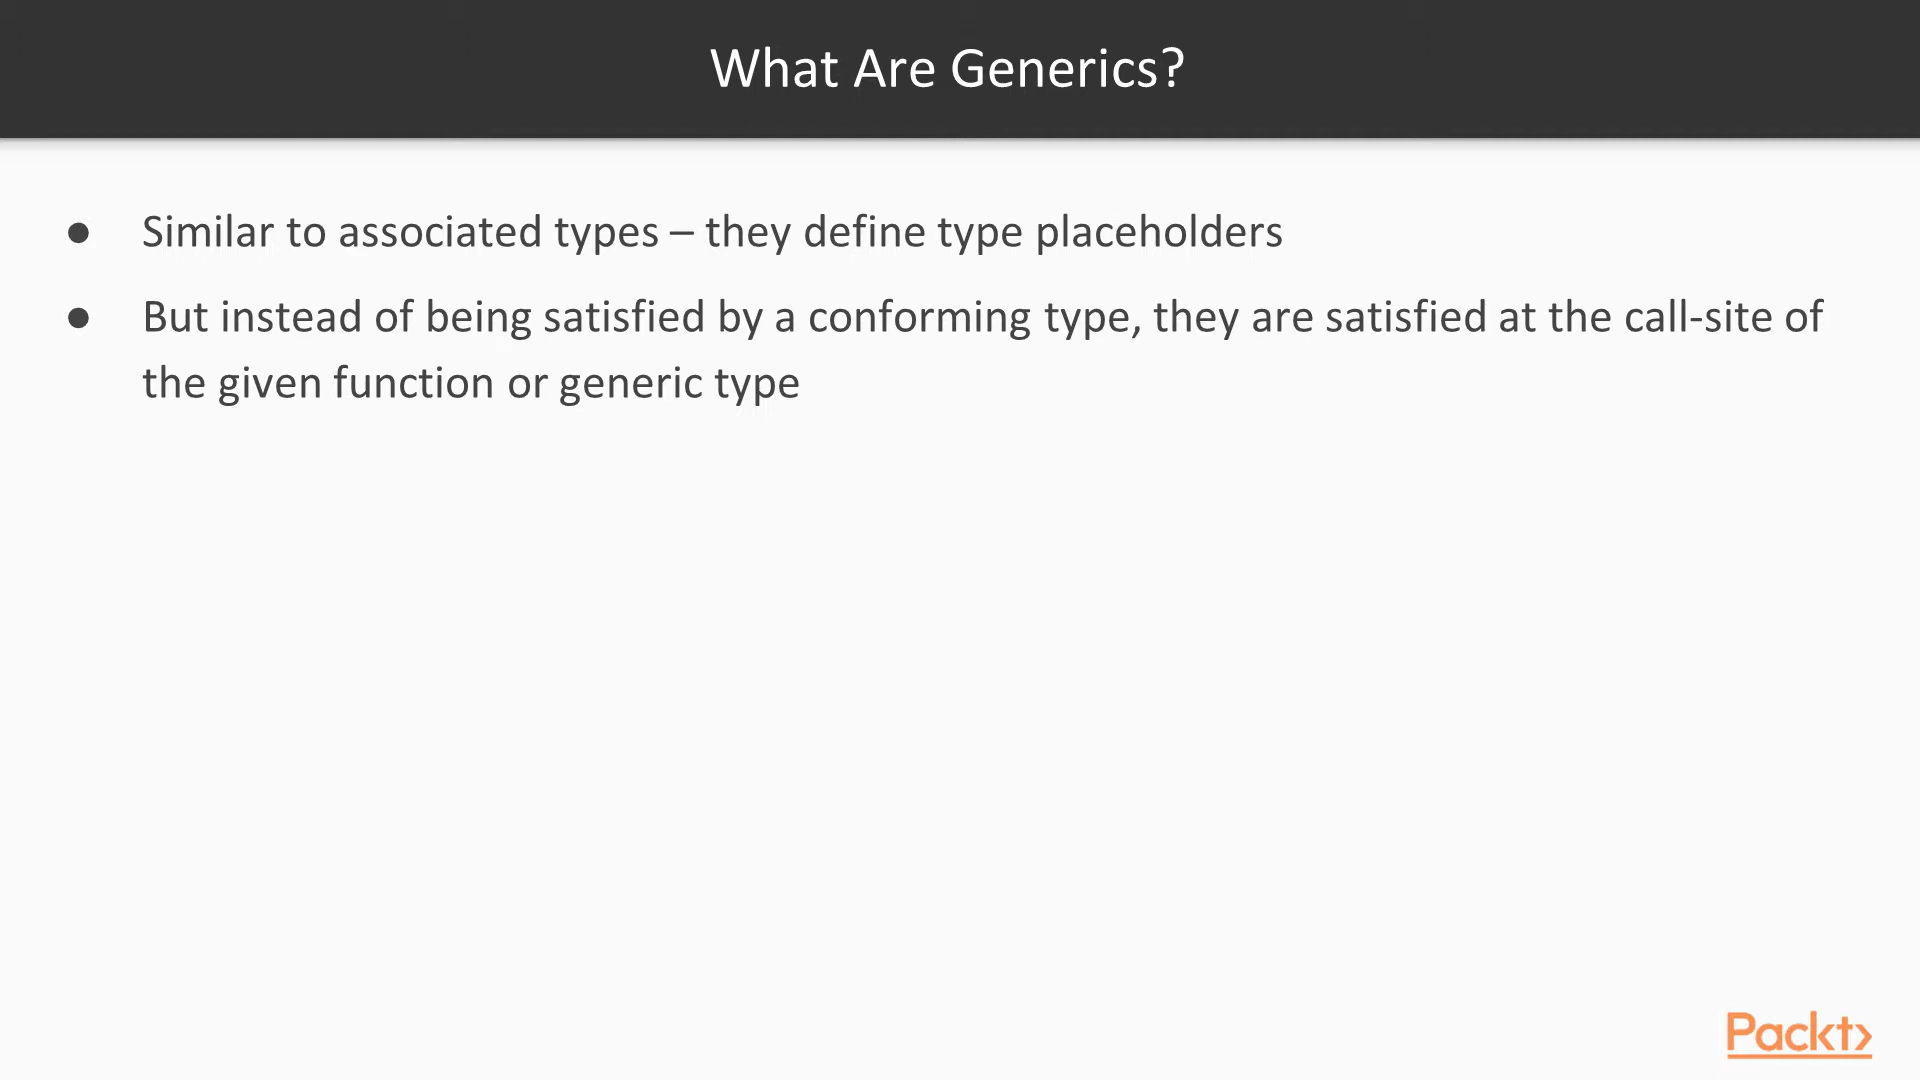 What Are Generics?
● Similar to associated types – they define type placeholders
● But instead of being satisfied by a conforming type, they are satisfied at the call-site of
the given function or generic type
Packt>